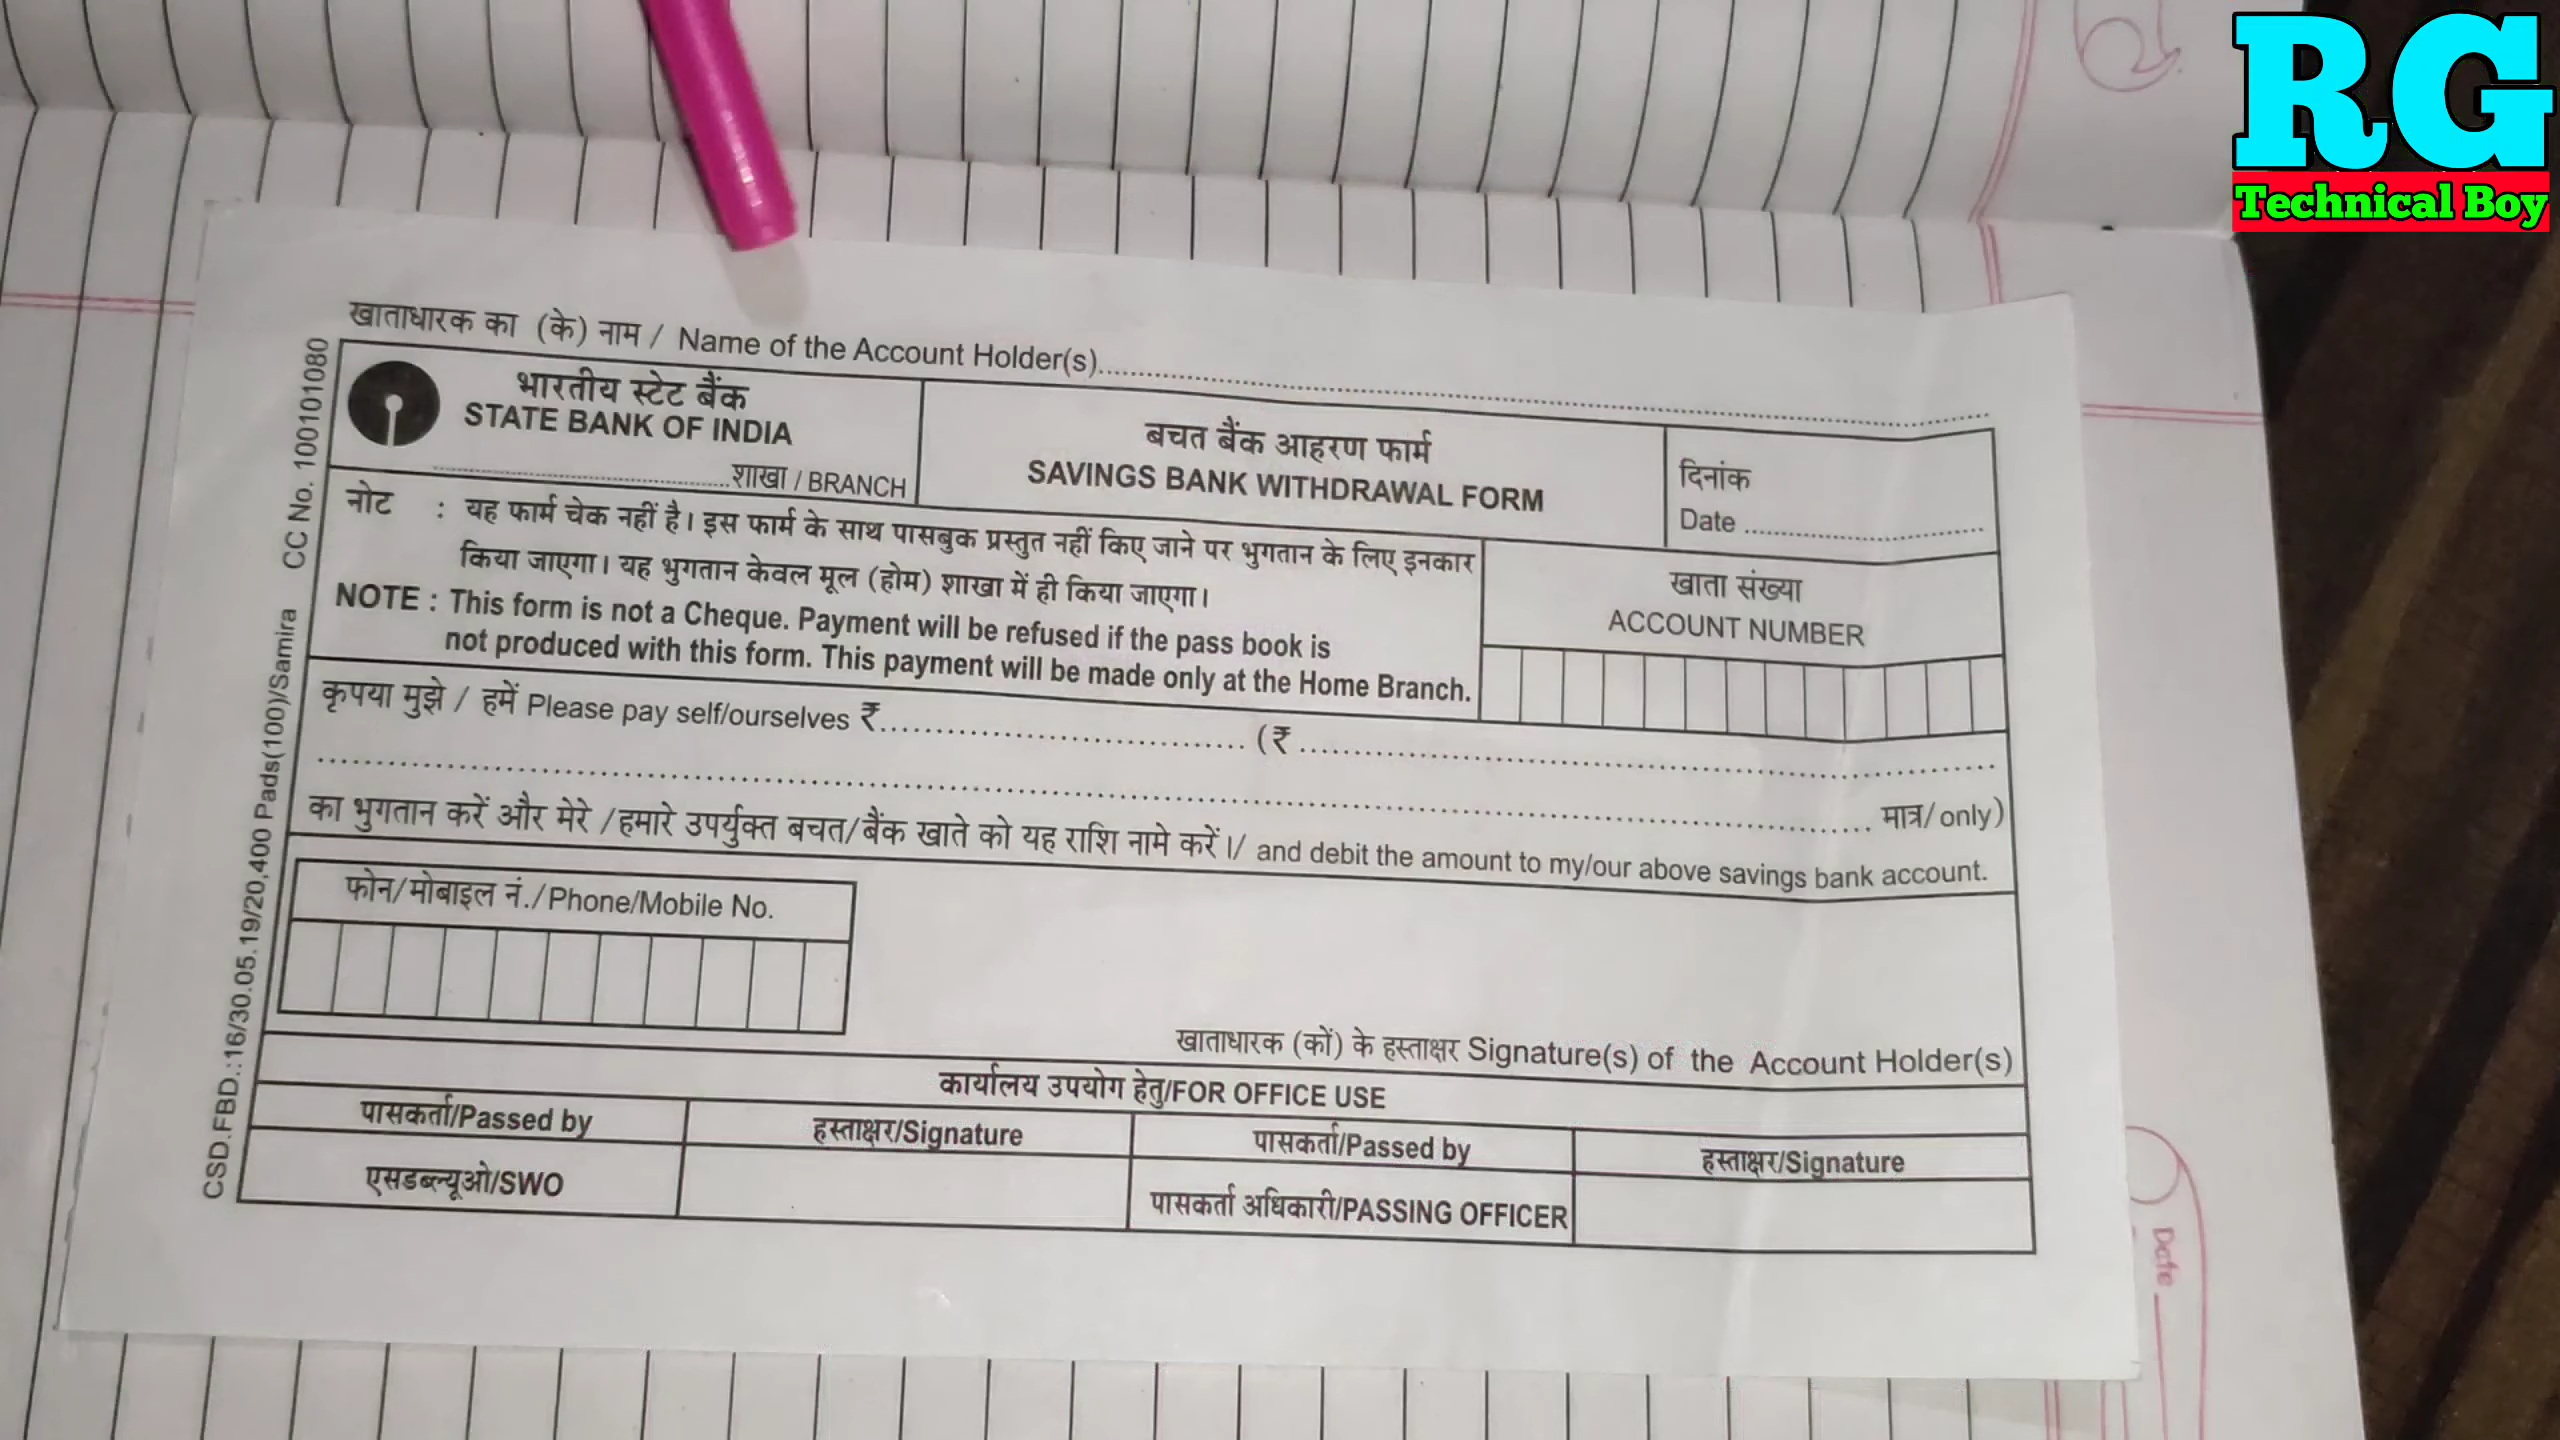 RG
Technical Boy
खाताधारक का (के) नाम / Name of the Account Holder(s)
भारतीय स्टेट बैंक
STATE BANK OF INDIA
शाखा / BRANCH
बचत बैंक आहरण फार्म
SAVINGS BANK WITHDRAWAL FORM
दिनांक
Date
नोट : यह फार्म चेक नहीं है। इस फार्म के साथ पासबुक प्रस्तुत नहीं किए जाने पर भुगतान के लिए इनकार
किया जाएगा। यह भुगतान केवल मूल (होम) शाखा में ही किया जाएगा।
NOTE : This form is not a Cheque. Payment will be refused if the pass book is
not produced with this form. This payment will be made only at the Home Branch.
खाता संख्या
ACCOUNT NUMBER
कृपया मुझे / हमें Please pay self/ourselves ₹ (₹
मात्र/ only)
का भुगतान करें और मेरे /हमारे उपर्युक्त बचत/बैंक खाते को यह राशि नामे करें।/ and debit the amount to my/our above savings bank account.
फोन/मोबाइल नं./Phone/Mobile No.
खाताधारक (कों) के हस्ताक्षर Signature(s) of the Account Holder(s)
कार्यालय उपयोग हेतु/FOR OFFICE USE
पासकर्ता/Passed by हस्ताक्षर/Signature पासकर्ता/Passed by हस्ताक्षर/Signature
एसडब्ल्यूओ/SWO पासकर्ता अधिकारी/PASSING OFFICER
CSD.FBD.:16/30.05.19/20,400 Pads(100)/Samira CC No. 1001101080
Date